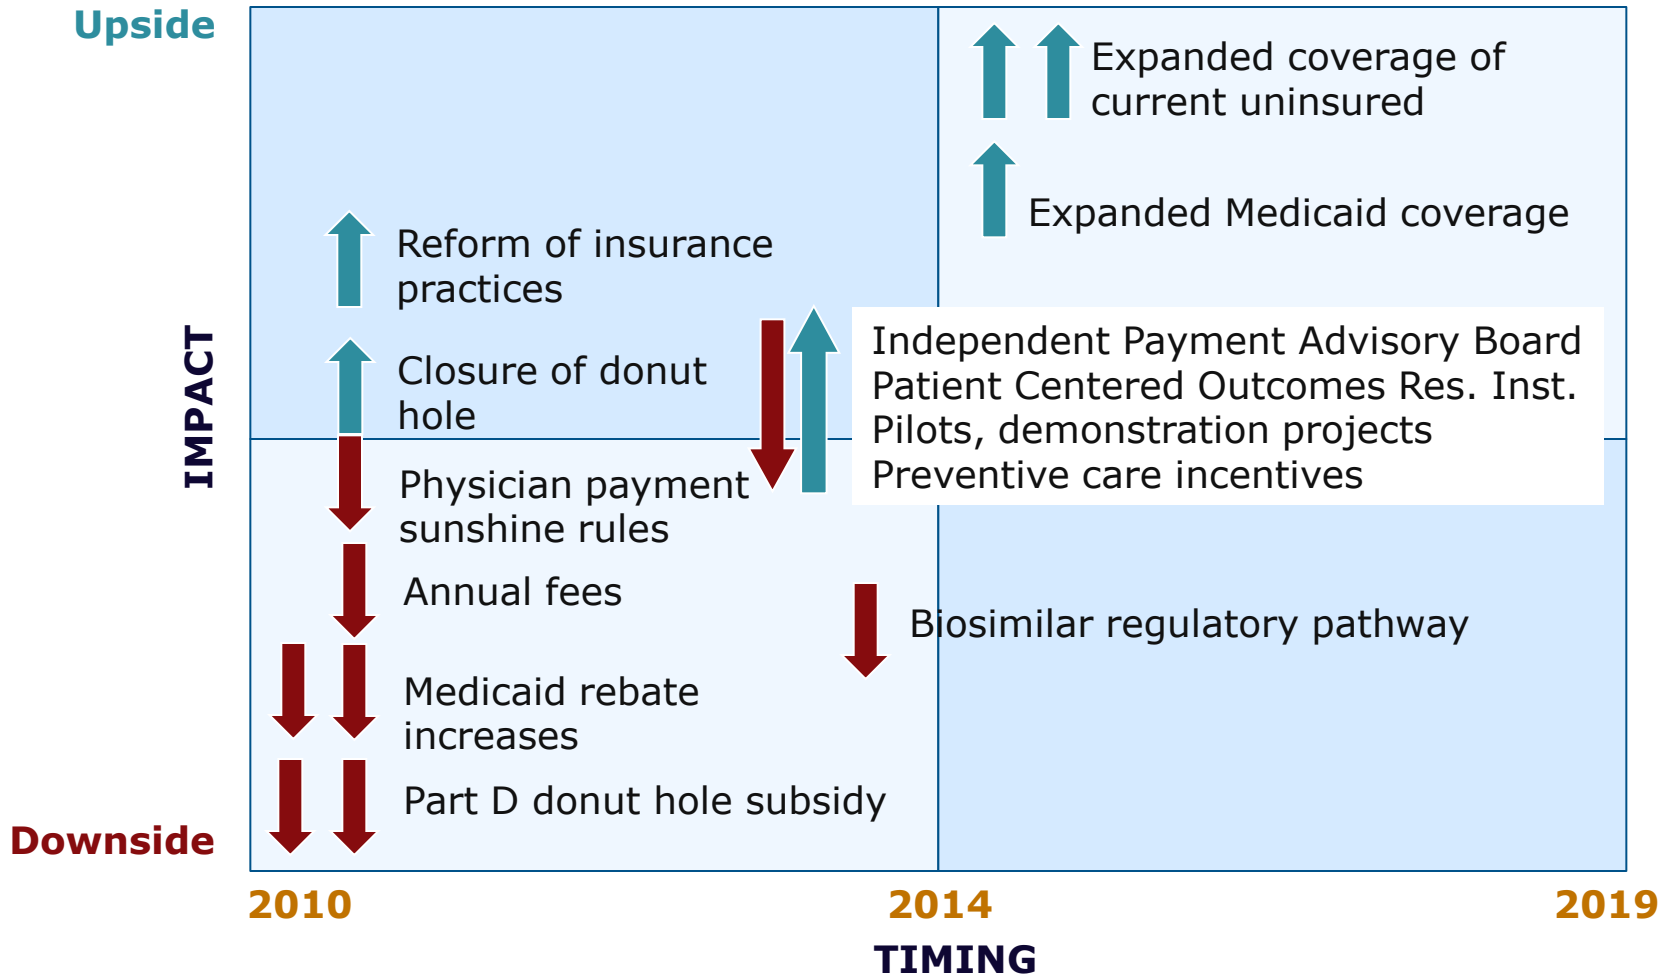 Upside
Expanded coverage of
current uninsured
Expanded Medicaid coverage
Reform of insurance
practices
Closure of donut
hole
IMPACT
Independent Payment Advisory Board
Patient Centered Outcomes Res. Inst.
Pilots, demonstration projects
Preventive care incentives
Physician payment
sunshine rules
Annual fees
Biosimilar regulatory pathway
Medicaid rebate
increases
Part D donut hole subsidy
Downside
2010
2014
2019
TIMING